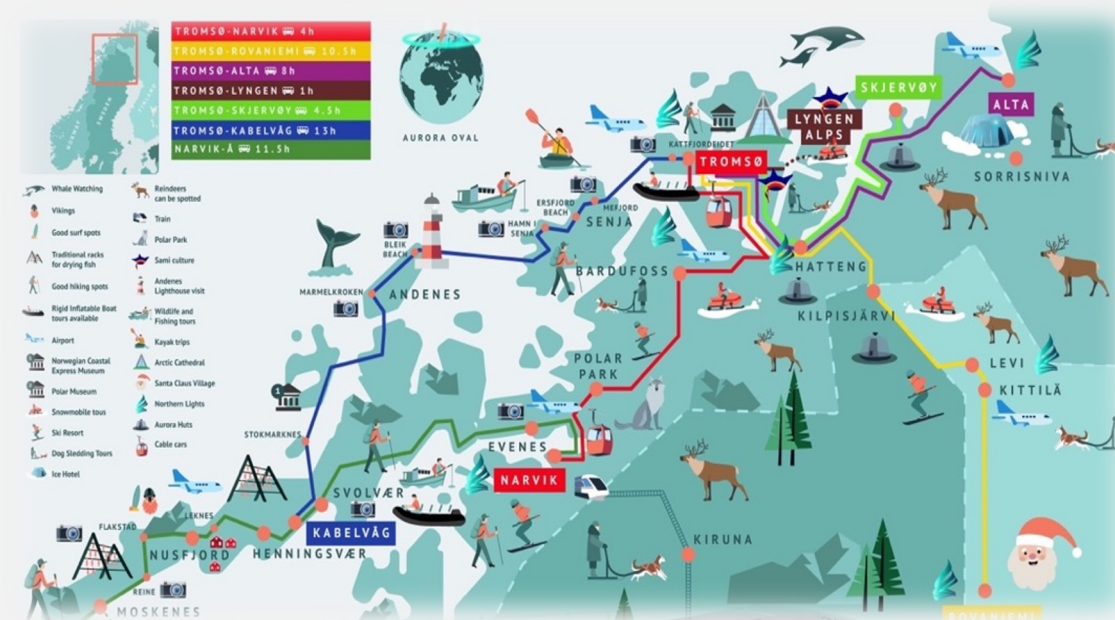 TROMSØ-NARVIK 4h
TROMSØ-ROVANIEMI 10.5h
TROMSØ-ALTA 8h
TROMSØ-LYNGEN 1h
TROMSØ-SKJERVØY 4.5h
TROMSØ-KABELVÅG 13h
NARVIK-Å 11.5h
NORWAY
SWEDEN
FINLAND
AURORA OVAL
Whale Watching
Vikings
Good surf spots
Traditional racks
for drying fish
Good hiking spots
Rigid Inflatable Boat
tours available
Airport
Norwegian Coastal
Express Museum
Polar Museum
Snowmobile tours
Ski Resort
Dog Sledding Tours
Ice Hotel
Reindeers
can be spotted
Train
Polar Park
Sami culture
Andenes
Lighthouse visit
Wildlife and
Fishing tours
Kayak trips
Arctic Cathedral
Santa Claus Village
Northern Lights
Aurora Huts
Cable cars
SKJERVØY
ALTA
LYNGEN
ALPS
KATTFJORDEIDET
TROMSØ
SORRISNIVA
ERSFJORD
BEACH
MEFJORD
HAMN I
SENJA
SENJA
BLEIK
BEACH
BARDUFOSS
HATTENG
MARMELKROKEN
ANDENES
KILPISJÄRVI
POLAR
PARK
LEVI
KITTILÄ
1
STOKMARKNES
EVENES
NARVIK
SVOLVÆR
KABELVÅG
LEKNES
FLAKSTAD
NUSFJORD
HENNINGSVÆR
KIRUNA
REINE
MOSKENES
ROVANIEMI